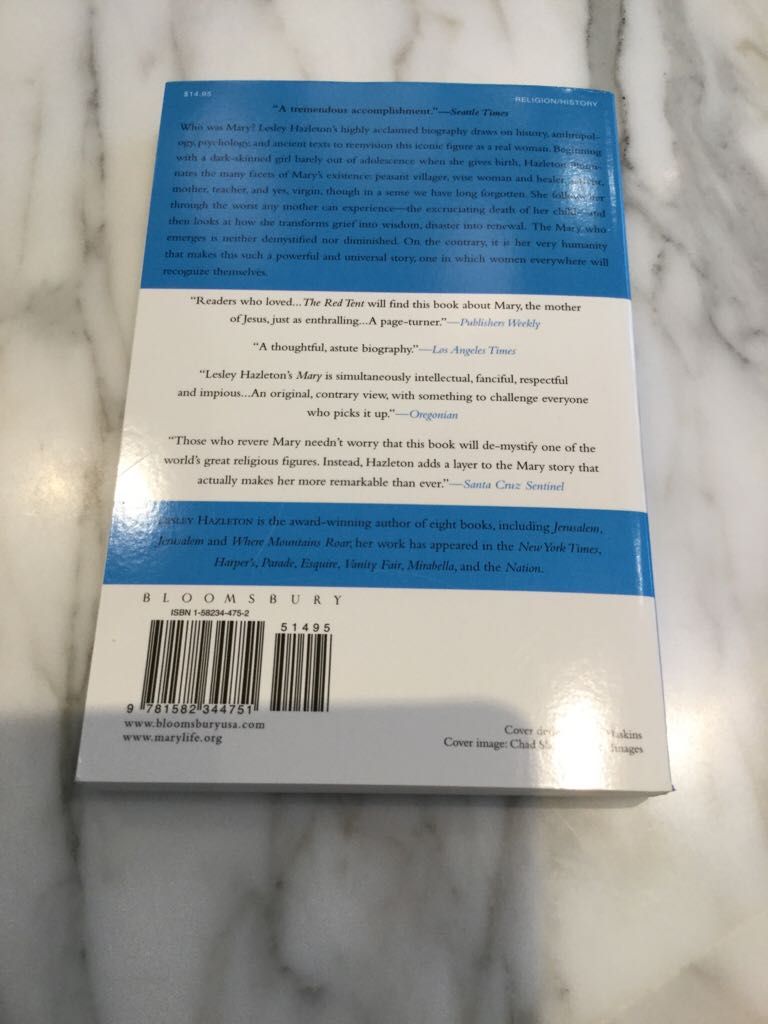 $14.95
RELIGION/HISTORY
"A tremendous accomplishment."—Seattle Times
Who was Mary? Lesley Hazleton's highly acclaimed biography draws on history, anthropol-
ogy, psychology, and ancient texts to reenvision this iconic figure as a real woman. Beginning
with a dark-skinned girl barely out of adolescence when she gives birth, Hazleton
nates the many facets of Mary's existence: peasant villager, wise woman and healer,
mother, teacher, and yes, virgin, though in a sense we have long forgotten. She follows her
through the worst any mother can experience—the excruciating death of her child—and
then looks at how she transforms grief into wisdom, disaster into renewal. The Mary who
emerges is neither demystified nor diminished. On the contrary, it is her very humanity
that makes this such a powerful and universal story, one in which women everywhere will
recognize themselves.
"Readers who loved...The Red Tent will find this book about Mary, the mother
of Jesus, just as enthralling...A page-turner."—Publishers Weekly
"A thoughtful, astute biography."—Los Angeles Times
"Lesley Hazleton's Mary is simultaneously intellectual, fanciful, respectful
and impious...An original, contrary view, with something to challenge everyone
who picks it up."—Oregonian
"Those who revere Mary needn't worry that this book will de-mystify one of the
world's great religious figures. Instead, Hazleton adds a layer to the Mary story that
actually makes her more remarkable than ever."—Santa Cruz Sentinel
LESLEY HAZLETON is the award-winning author of eight books, including Jerusalem,
Jerusalem and Where Mountains Roar; her work has appeared in the New York Times,
Harper's, Parade, Esquire, Vanity Fair, Mirabella, and the Nation.
BLOOMSBURY
ISBN 1-58234-475-2
51495
9 781582 344751
www.bloomsburyusa.com
www.marylife.org
Cover
Cover image: Chad